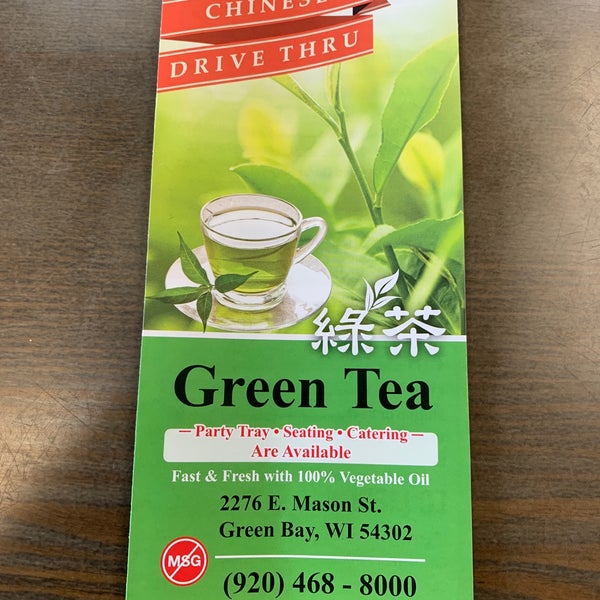 CHINESE
DRIVE THRU
綠茶
Green Tea
— Party Tray • Seating • Catering —
Are Available
Fast & Fresh with 100% Vegetable Oil
2276 E. Mason St.
Green Bay, WI 54302
MSG
(920) 468 - 8000